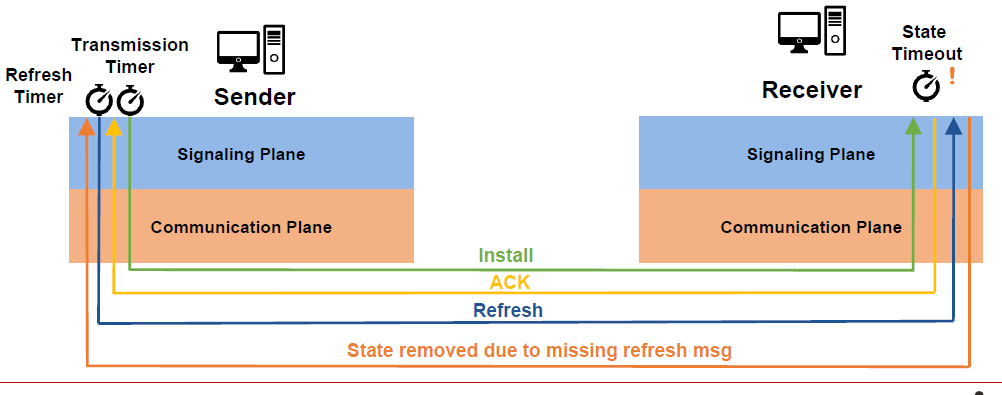 Transmission
Timer
Refresh
Timer
Sender
Receiver
State
Timeout
!
Signaling Plane
Signaling Plane
Communication Plane
Communication Plane
Install
ACK
Refresh
State removed due to missing refresh msg